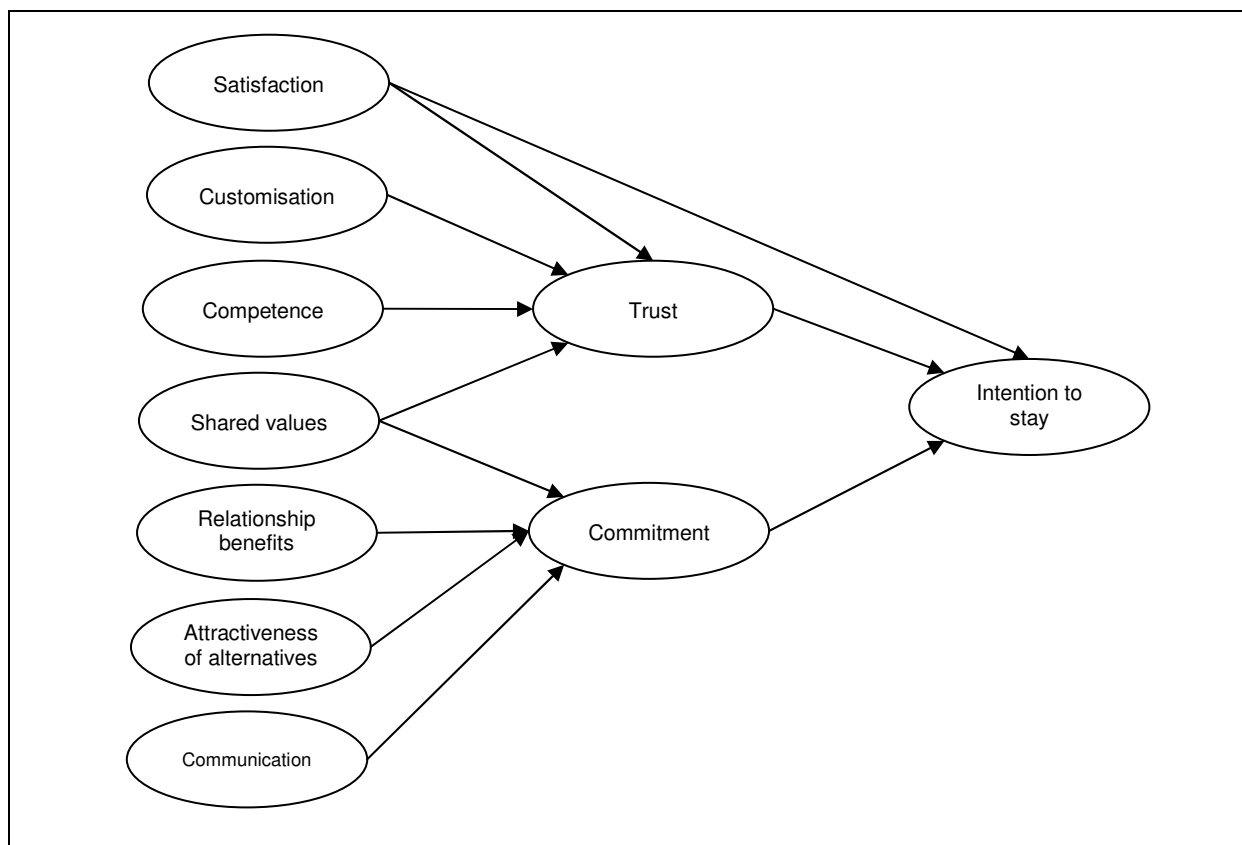 Satisfaction
Customisation
Competence
Trust
Intention to
stay
Shared values
Relationship
benefits
Commitment
Attractiveness
of alternatives
Communication